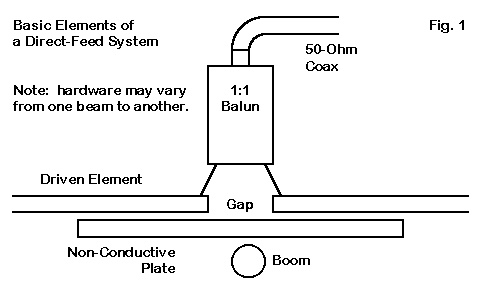 Basic Elements of
a Direct-Feed System
Fig. 1
50-Ohm
Coax
Note: hardware may vary
from one beam to another.
1:1
Balun
Driven Element
Gap
Non-Conductive
Plate
Boom